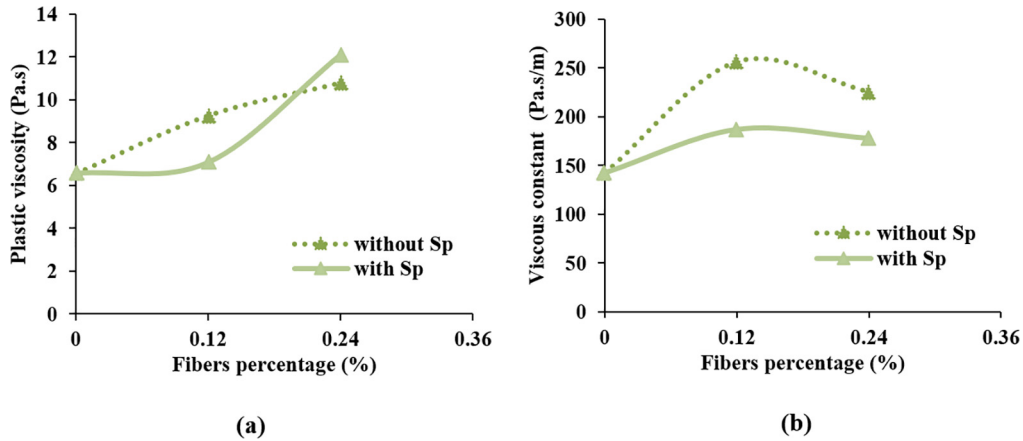 14
12
10
8
6
4
2
0
Plastic viscosity (Pa.s)
without Sp
with Sp
0 0.12 0.24 0.36
Fibers percentage (%)
(a)
300
250
200
150
100
50
0
Viscous constant (Pa.s/m)
without Sp
with Sp
0 0.12 0.24 0.36
Fibers percentage (%)
(b)